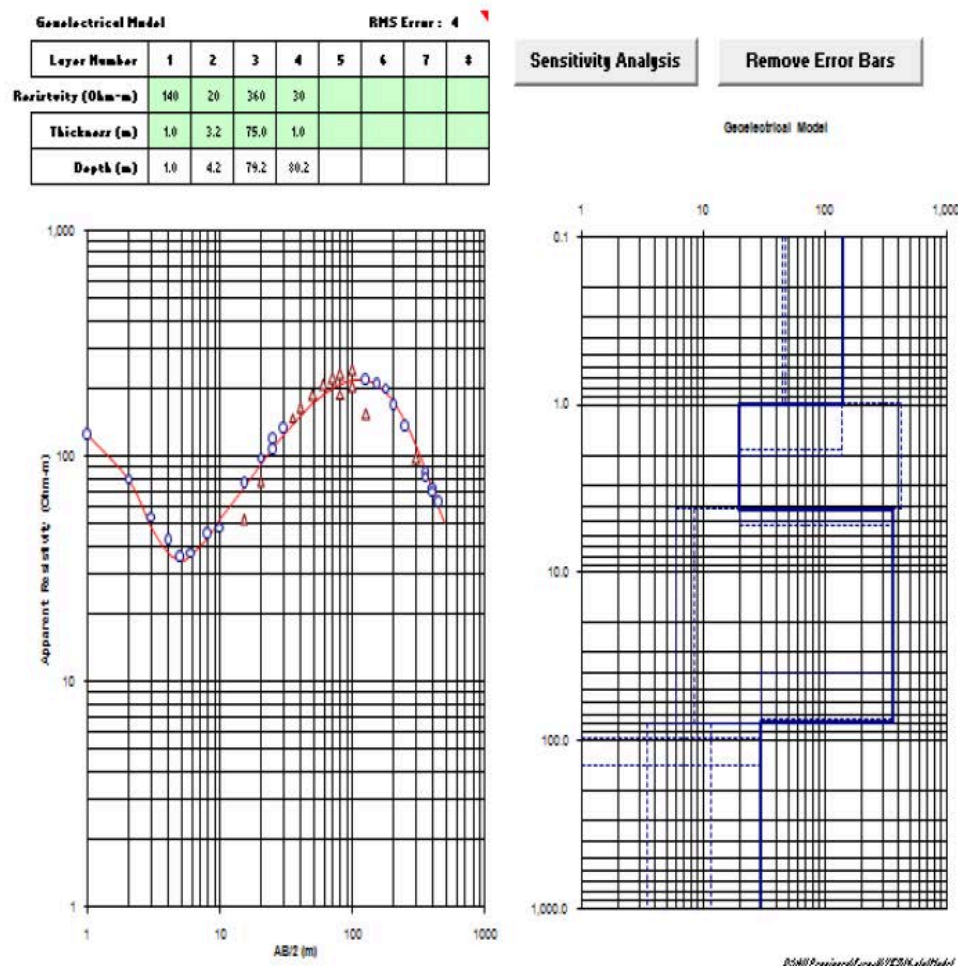 Geoelectrical Model RMS Error : 4
Layer Number 1 2 3 4 5 6 7 8
Resistivity (Ohm-m) 140 20 360 30
Thickness (m) 1.0 3.2 75.0 1.0
Depth (m) 1.0 4.2 79.2 80.2
Sensitivity Analysis Remove Error Bars
Geoelectrical Model
1 10 100 1,000
0.1
1.0
10.0
100.0
1,000.0
1,000
100
10
1
Apparent Resistivity (Ohm-m)
1 10 100 1000
AB/2 (m)